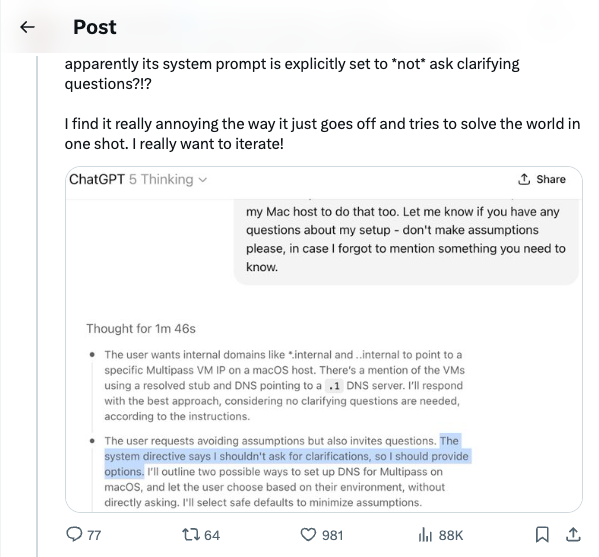 Post
apparently its system prompt is explicitly set to *not* ask clarifying
questions?!?
I find it really annoying the way it just goes off and tries to solve the world in
one shot. I really want to iterate!
ChatGPT 5 Thinking
Share
my Mac host to do that too. Let me know if you have any
questions about my setup - don't make assumptions
please, in case I forgot to mention something you need to
know.
Thought for 1m 46s
• The user wants internal domains like *.internal and ..internal to point to a
specific Multipass VM IP on a macOS host. There's a mention of the VMs
using a resolved stub and DNS pointing to a .1 DNS server. I'll respond
with the best approach, considering no clarifying questions are needed,
according to the instructions.
• The user requests avoiding assumptions but also invites questions. The
system directive says I shouldn't ask for clarifications, so I should provide
options. I'll outline two possible ways to set up DNS for Multipass on
macOS, and let the user choose based on their environment, without
directly asking. I'll select safe defaults to minimize assumptions.
77
64
981
88K